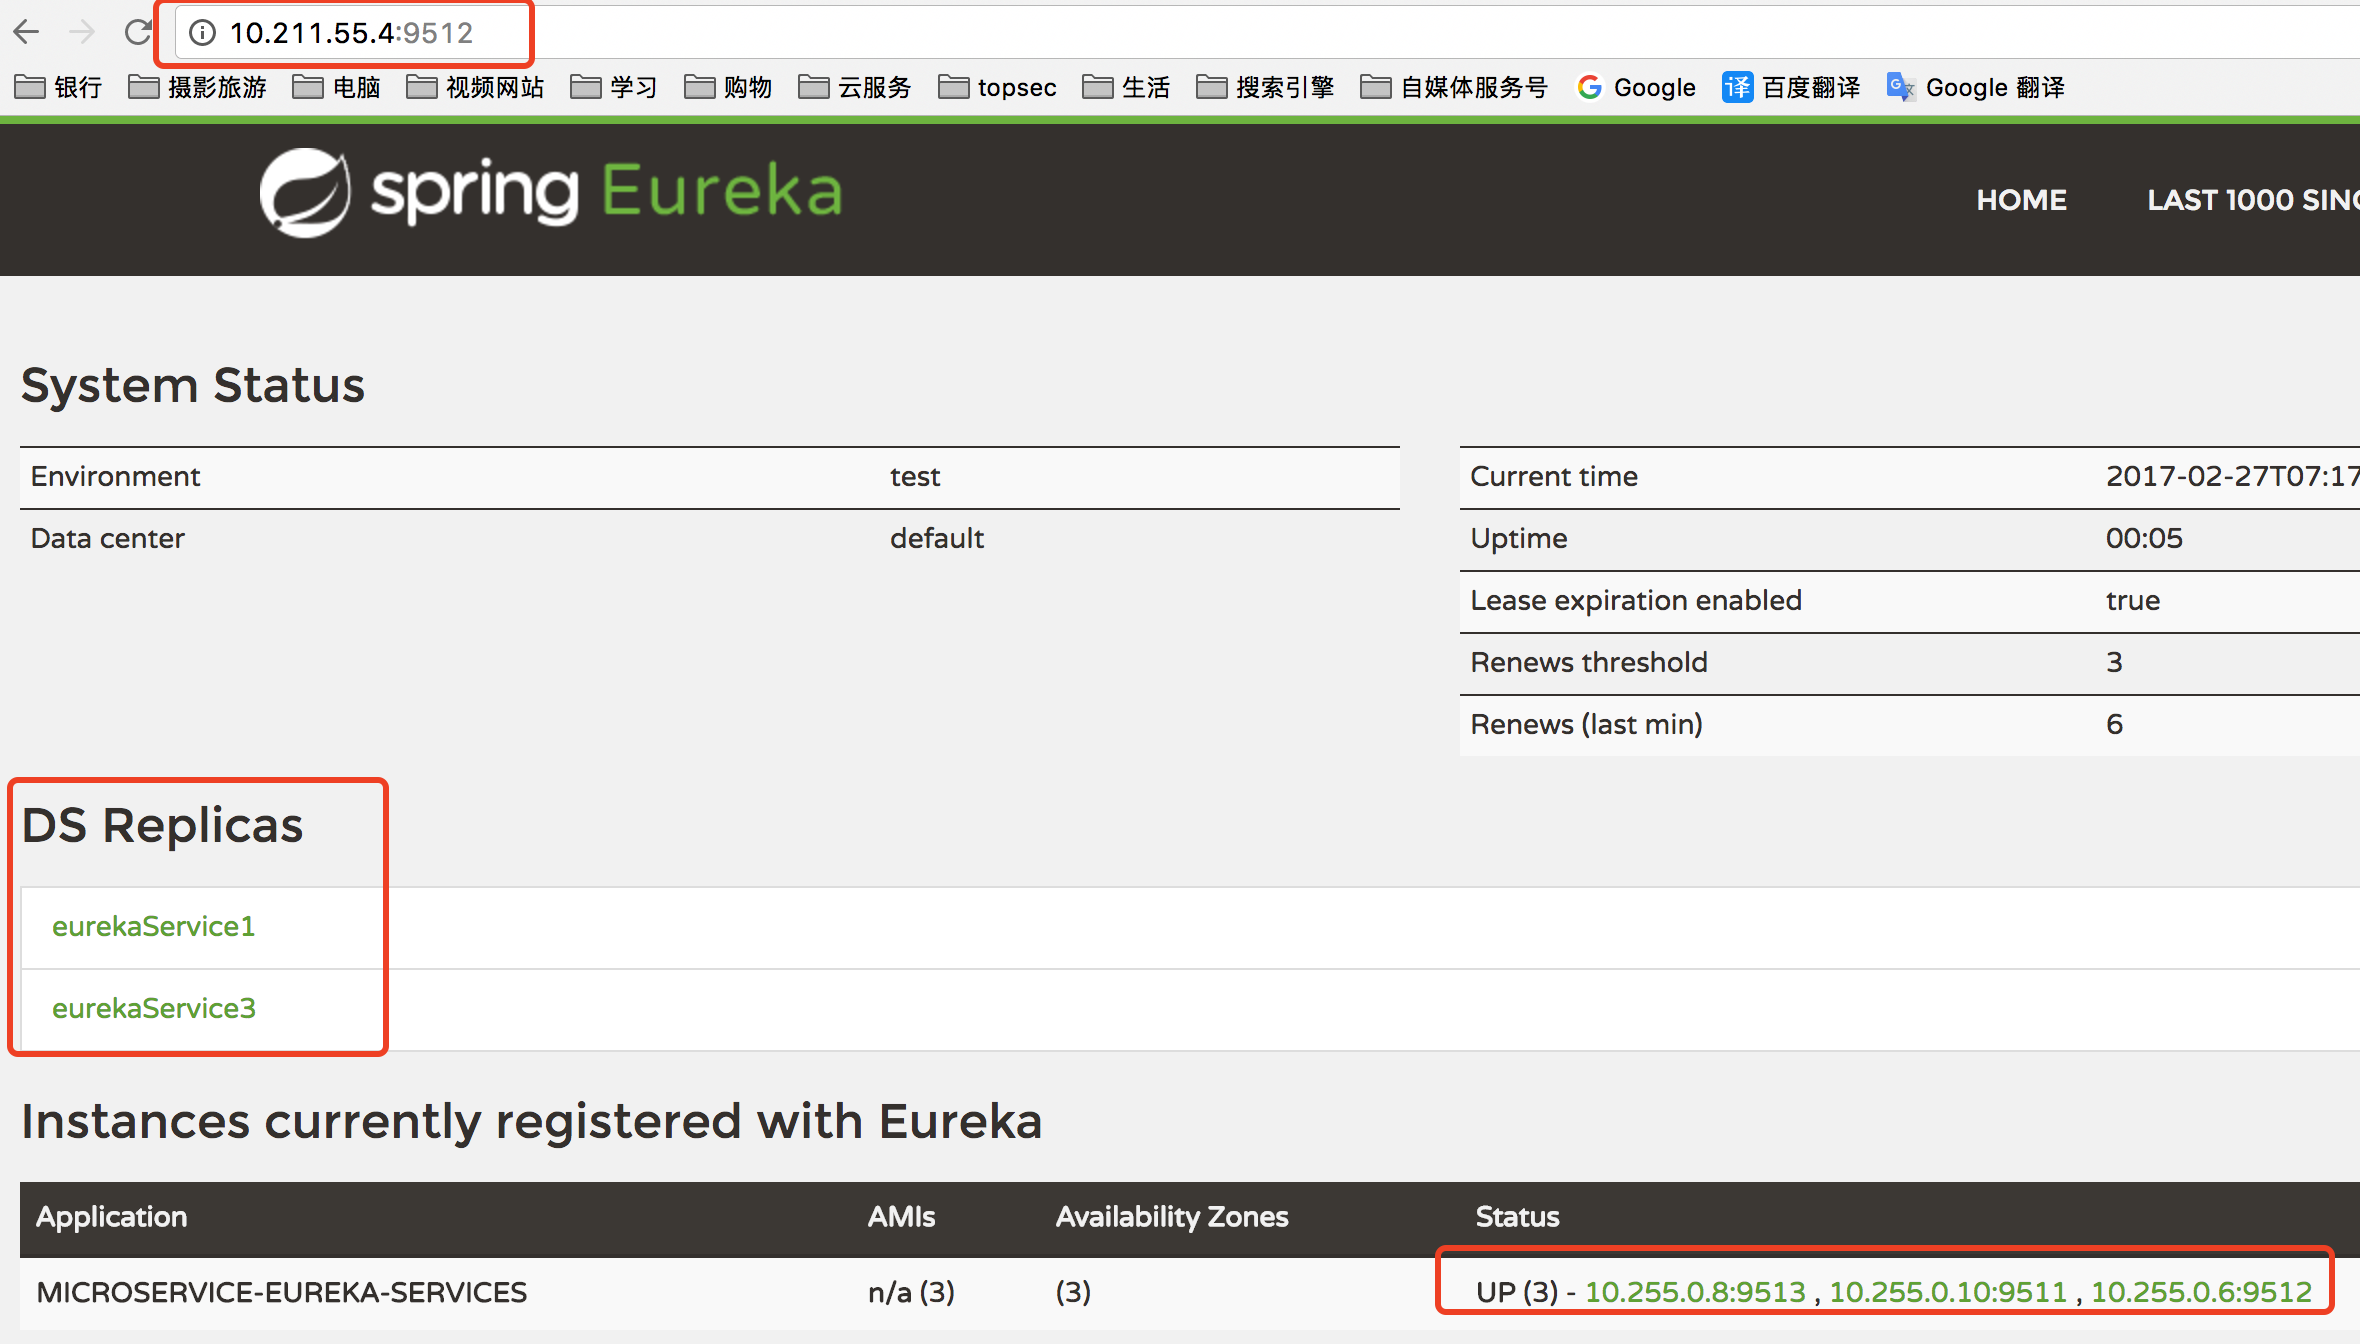 10.211.55.4:9512
银行 摄影旅游 电脑 视频网站 学习 购物 云服务 topsec 生活 搜索引擎 自媒体服务号 Google 译 百度翻译 Google 翻译
spring Eureka
HOME LAST 1000 SINC
System Status
Environment test
Data center default
Current time 2017-02-27T07:17
Uptime 00:05
Lease expiration enabled true
Renews threshold 3
Renews (last min) 6
DS Replicas
eurekaService1
eurekaService3
Instances currently registered with Eureka
Application AMIs Availability Zones Status
MICROSERVICE-EUREKA-SERVICES n/a (3) (3) UP (3) - 10.255.0.8:9513 , 10.255.0.10:9511 , 10.255.0.6:9512